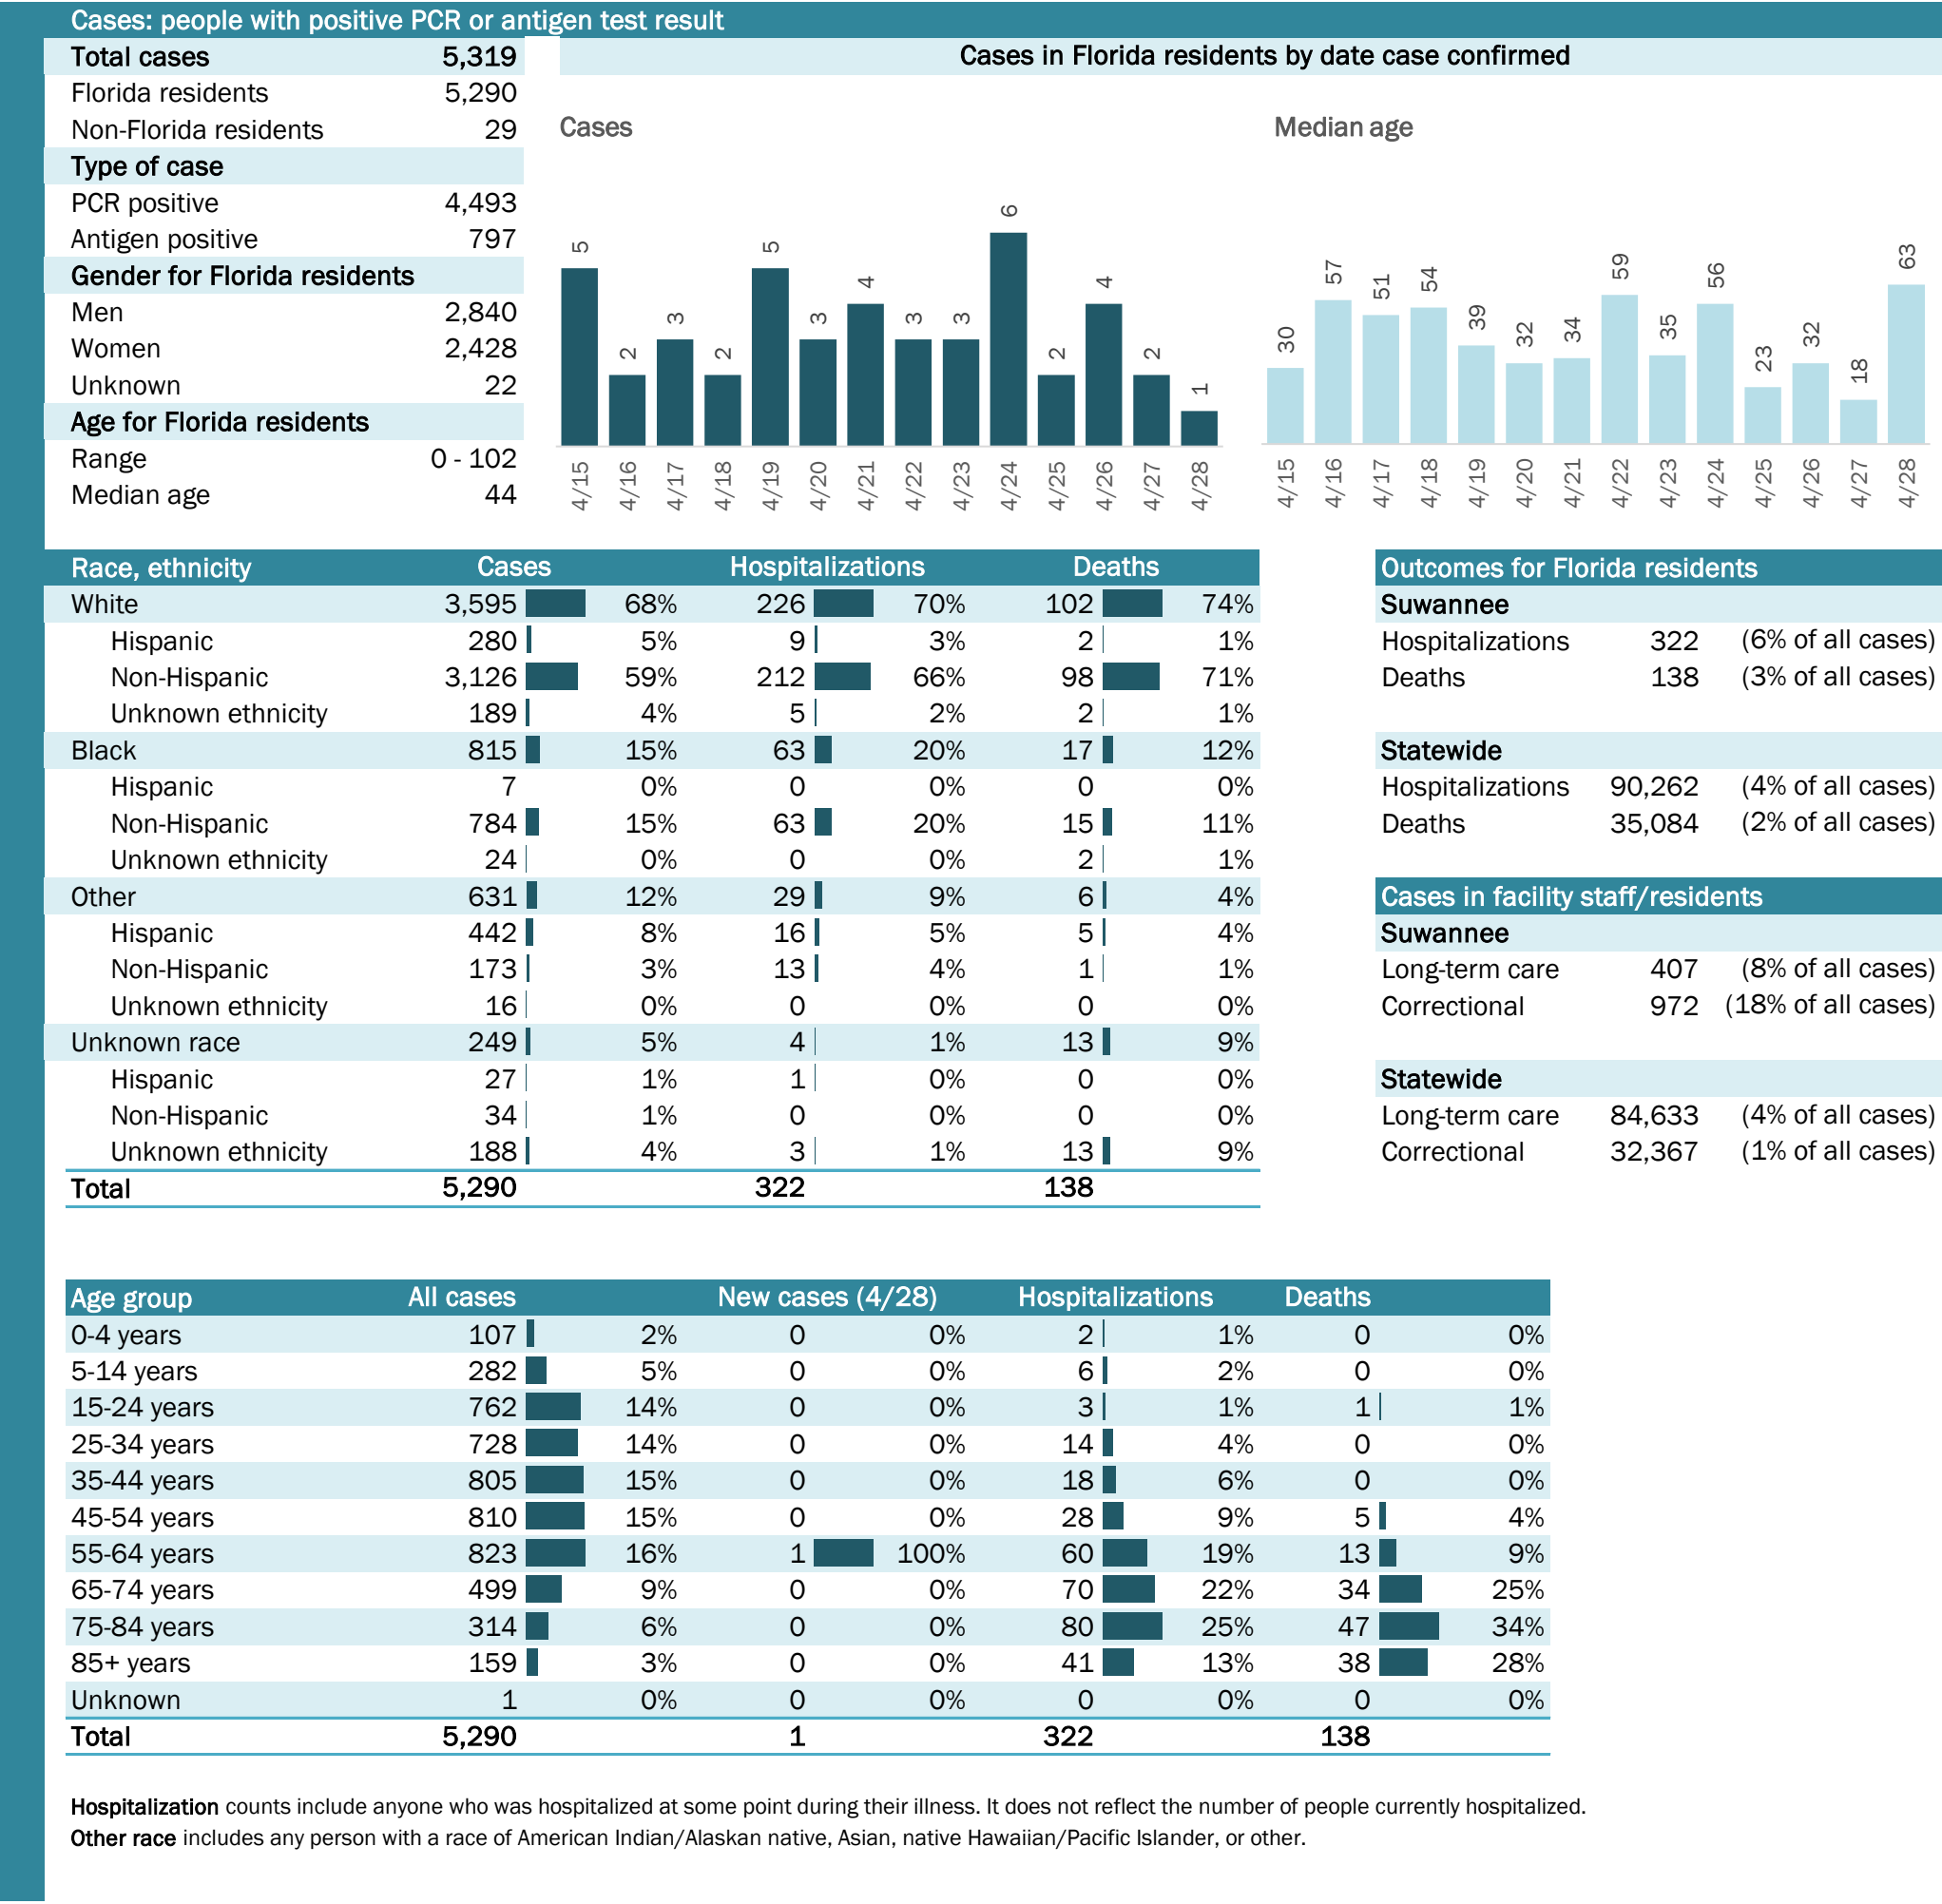 Cases: people with positive PCR or antigen test result
Total cases 5,319
Florida residents 5,290
Non-Florida residents 29
Type of case
PCR positive 4,493
Antigen positive 797
Gender for Florida residents
Men 2,840
Women 2,428
Unknown 22
Age for Florida residents
Range 0 - 102
Median age 44
Cases in Florida residents by date case confirmed
Cases
5 2 3 2 5 3 4 3 3 6 2 4 2 1
4/15 4/16 4/17 4/18 4/19 4/20 4/21 4/22 4/23 4/24 4/25 4/26 4/27 4/28
Median age
30 57 51 54 39 32 34 59 35 56 23 32 18 63
4/15 4/16 4/17 4/18 4/19 4/20 4/21 4/22 4/23 4/24 4/25 4/26 4/27 4/28
Race, ethnicity Cases Hospitalizations Deaths
White 3,595 68% 226 70% 102 74%
Hispanic 280 5% 9 3% 2 1%
Non-Hispanic 3,126 59% 212 66% 98 71%
Unknown ethnicity 189 4% 5 2% 2 1%
Black 815 15% 63 20% 17 12%
Hispanic 7 0% 0 0% 0 0%
Non-Hispanic 784 15% 63 20% 15 11%
Unknown ethnicity 24 0% 0 0% 2 1%
Other 631 12% 29 9% 6 4%
Hispanic 442 8% 16 5% 5 4%
Non-Hispanic 173 3% 13 4% 1 1%
Unknown ethnicity 16 0% 0 0% 0 0%
Unknown race 249 5% 4 1% 13 9%
Hispanic 27 1% 1 0% 0 0%
Non-Hispanic 34 1% 0 0% 0 0%
Unknown ethnicity 188 4% 3 1% 13 9%
Total 5,290 322 138
Outcomes for Florida residents
Suwannee
Hospitalizations 322 (6% of all cases)
Deaths 138 (3% of all cases)
Statewide
Hospitalizations 90,262 (4% of all cases)
Deaths 35,084 (2% of all cases)
Cases in facility staff/residents
Suwannee
Long-term care 407 (8% of all cases)
Correctional 972 (18% of all cases)
Statewide
Long-term care 84,633 (4% of all cases)
Correctional 32,367 (1% of all cases)
Age group All cases New cases (4/28) Hospitalizations Deaths
0-4 years 107 2% 0 0% 2 1% 0 0%
5-14 years 282 5% 0 0% 6 2% 0 0%
15-24 years 762 14% 0 0% 3 1% 1 1%
25-34 years 728 14% 0 0% 14 4% 0 0%
35-44 years 805 15% 0 0% 18 6% 0 0%
45-54 years 810 15% 0 0% 28 9% 5 4%
55-64 years 823 16% 1 100% 60 19% 13 9%
65-74 years 499 9% 0 0% 70 22% 34 25%
75-84 years 314 6% 0 0% 80 25% 47 34%
85+ years 159 3% 0 0% 41 13% 38 28%
Unknown 1 0% 0 0% 0 0% 0 0%
Total 5,290 1 322 138
Hospitalization counts include anyone who was hospitalized at some point during their illness. It does not reflect the number of people currently hospitalized.
Other race includes any person with a race of American Indian/Alaskan native, Asian, native Hawaiian/Pacific Islander, or other.